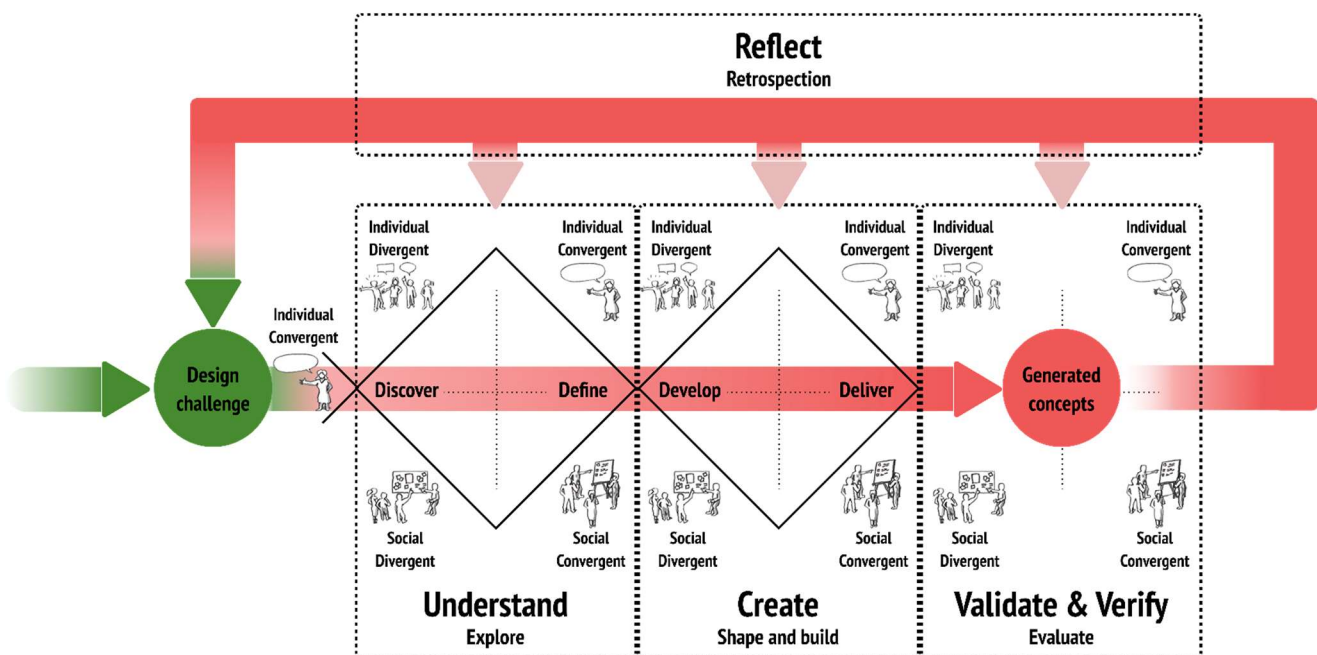 Reflect
Retrospection
Individual
Divergent
Individual
Convergent
Individual
Divergent
Individual
Convergent
Individual
Divergent
Individual
Convergent
Individual
Convergent
Design
challenge
Discover
Define
Develop
Deliver
Generated
concepts
Social
Divergent
Social
Convergent
Social
Divergent
Social
Convergent
Social
Divergent
Social
Convergent
Understand
Explore
Create
Shape and build
Validate & Verify
Evaluate